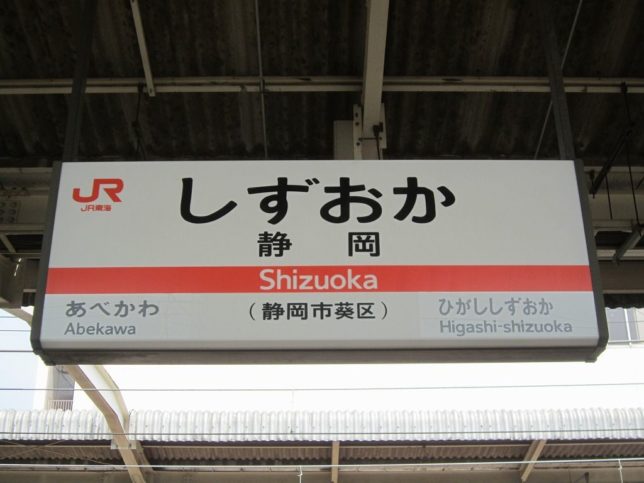 JR
JR東海
しずおか
静岡
Shizuoka
あべかわ
Abekawa
(静岡市葵区)
ひがししずおか
Higashi-shizuoka